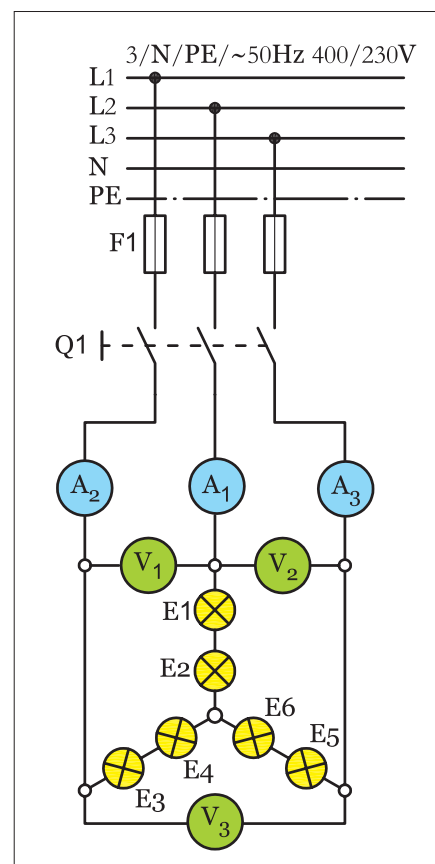 3/N/PE/~50Hz 400/230V
L1
L2
L3
N
PE
F1
Q1
A2 A1 A3
V1 V2
E1
E2
E6
E5
E4
E3
V3